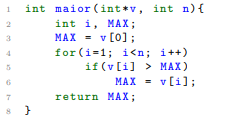 1 int maior(int*v, int n){
2 int i, MAX;
3 MAX = v[0];
4 for(i=1; i<n; i++)
5 if(v[i] > MAX)
6 MAX = v[i];
7 return MAX;
8 }